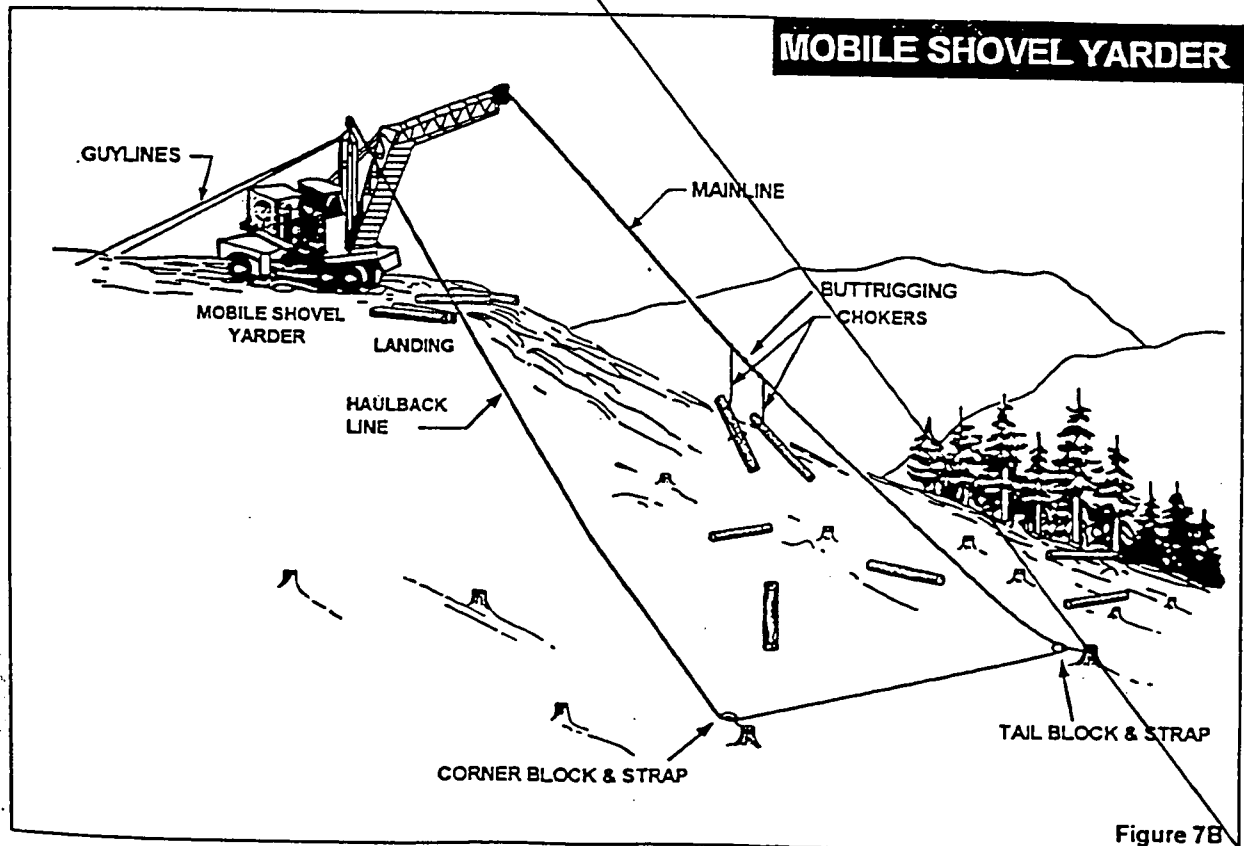 MOBILE SHOVEL YARDER
GUYLINES
MAINLINE
BUTTRIGGING
CHOKERS
MOBILE SHOVEL
YARDER
LANDING
HAULBACK
LINE
TAIL BLOCK & STRAP
CORNER BLOCK & STRAP
Figure 7B